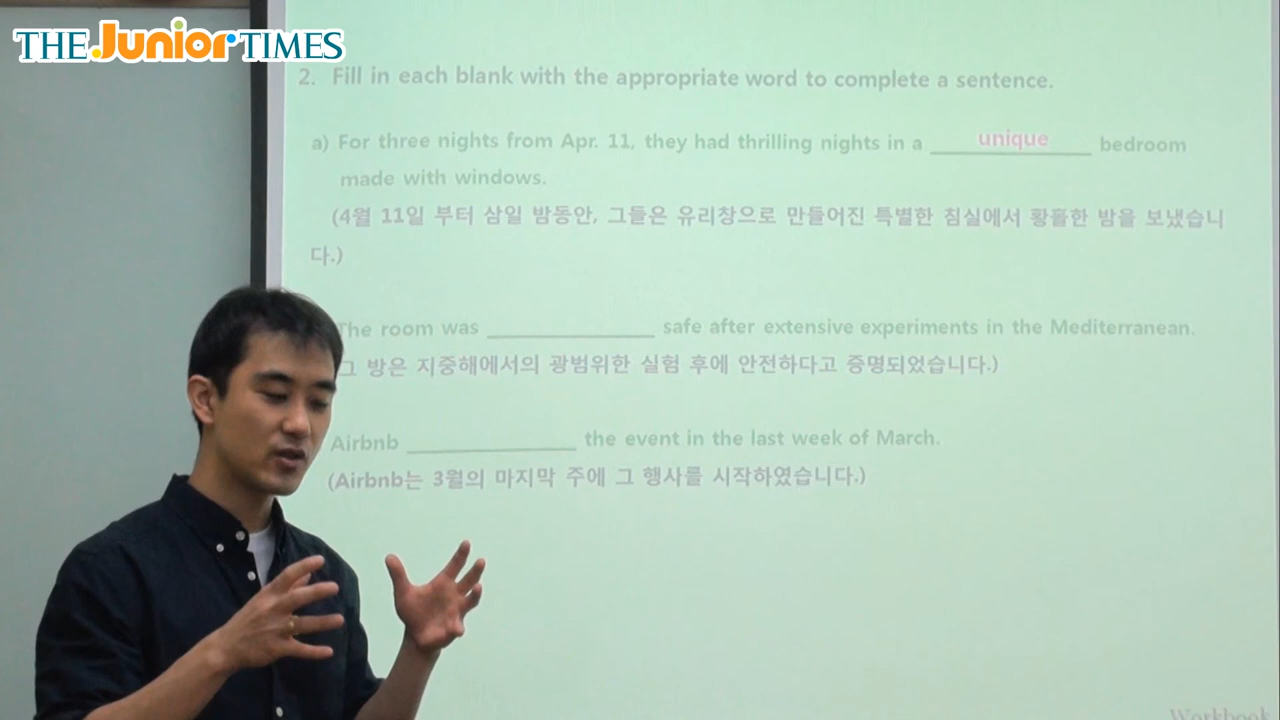 THE Junior TIMES
2. Fill in each blank with the appropriate word to complete a sentence.
a) For three nights from Apr. 11, they had thrilling nights in a unique bedroom
made with windows.
(4월 11일 부터 삼일 밤동안, 그들은 유리창으로 만들어진 특별한 침실에서 황홀한 밤을 보냈습니
다.)
The room was ____________ safe after extensive experiments in the Mediterranean.
그 방은 지중해에서의 광범위한 실험 후에 안전하다고 증명되었습니다.)
Airbnb ____________ the event in the last week of March.
(Airbnb는 3월의 마지막 주에 그 행사를 시작하였습니다.)
Workbook